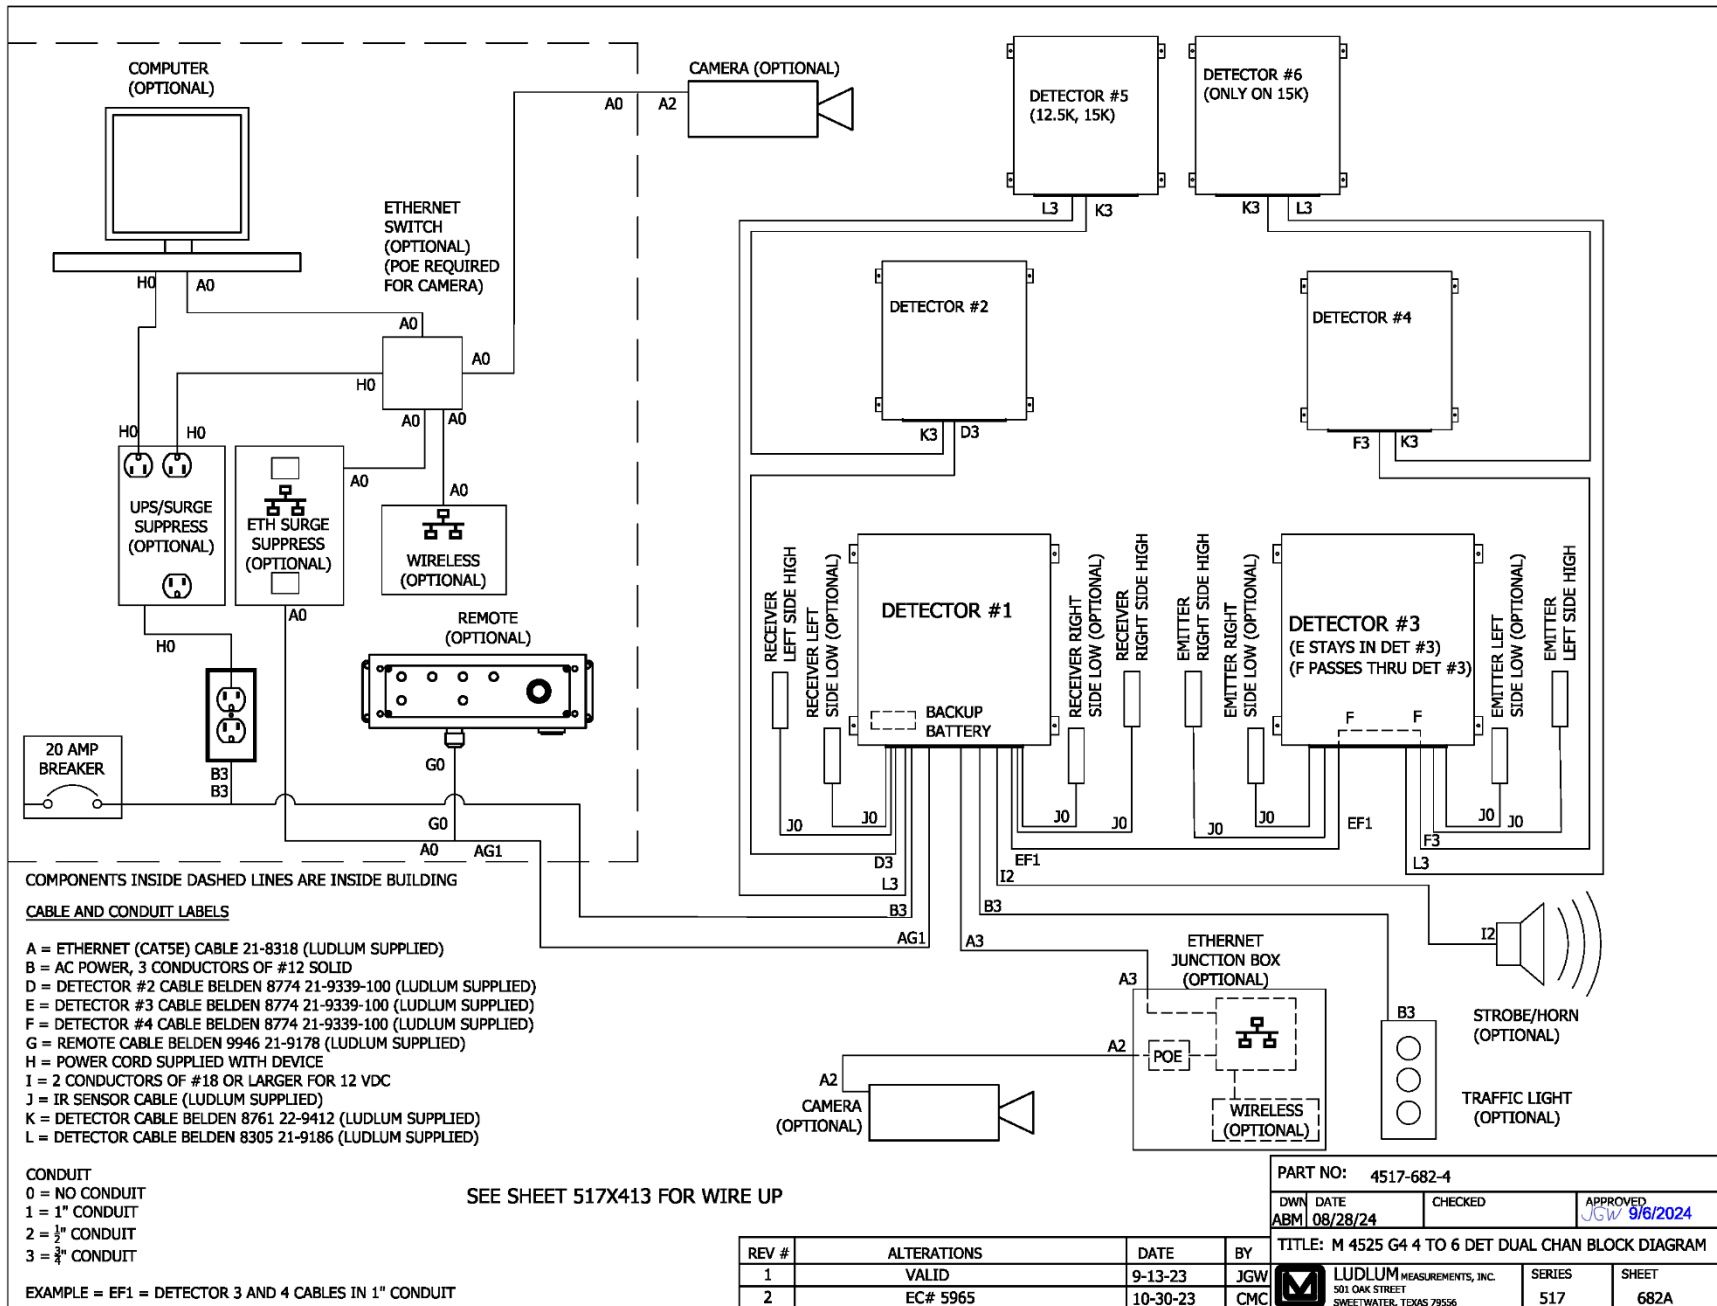 COMPUTER
(OPTIONAL)
H0
A0
CAMERA (OPTIONAL)
A0
A2
ETHERNET
SWITCH
(OPTIONAL)
(POE REQUIRED
FOR CAMERA)
A0
A0
H0
A0
A0
H0
H0
UPS/SURGE
SUPPRESS
(OPTIONAL)
A0
ETH SURGE
SUPPRESS
(OPTIONAL)
A0
WIRELESS
(OPTIONAL)
H0
A0
REMOTE
(OPTIONAL)
20 AMP
BREAKER
B3
B3
G0
G0
A0
AG1
DETECTOR #5
(12.5K, 15K)
L3
K3
DETECTOR #6
(ONLY ON 15K)
K3
L3
DETECTOR #2
K3
D3
DETECTOR #4
F3
K3
RECEIVER
LEFT SIDE HIGH
RECEIVER LEFT
SIDE LOW (OPTIONAL)
DETECTOR #1
BACKUP
BATTERY
RECEIVER RIGHT
SIDE LOW (OPTIONAL)
RECEIVER
RIGHT SIDE HIGH
EMITTER
RIGHT SIDE HIGH
EMITTER RIGHT
SIDE LOW (OPTIONAL)
DETECTOR #3
(E STAYS IN DET #3)
(F PASSES THRU DET #3)
F
F
EMITTER LEFT
SIDE LOW (OPTIONAL)
EMITTER
LEFT SIDE HIGH
J0
J0
J0
J0
J0
J0
J0
J0
EF1
F3
L3
D3
EF1
I2
L3
B3
B3
AG1
A3
I2
STROBE/HORN
(OPTIONAL)
ETHERNET
JUNCTION BOX
(OPTIONAL)
A3
A2
POE
WIRELESS
(OPTIONAL)
A2
CAMERA
(OPTIONAL)
B3
TRAFFIC LIGHT
(OPTIONAL)
COMPONENTS INSIDE DASHED LINES ARE INSIDE BUILDING
CABLE AND CONDUIT LABELS
A = ETHERNET (CAT5E) CABLE 21-8318 (LUDLUM SUPPLIED)
B = AC POWER, 3 CONDUCTORS OF #12 SOLID
D = DETECTOR #2 CABLE BELDEN 8774 21-9339-100 (LUDLUM SUPPLIED)
E = DETECTOR #3 CABLE BELDEN 8774 21-9339-100 (LUDLUM SUPPLIED)
F = DETECTOR #4 CABLE BELDEN 8774 21-9339-100 (LUDLUM SUPPLIED)
G = REMOTE CABLE BELDEN 9946 21-9178 (LUDLUM SUPPLIED)
H = POWER CORD SUPPLIED WITH DEVICE
I = 2 CONDUCTORS OF #18 OR LARGER FOR 12 VDC
J = IR SENSOR CABLE (LUDLUM SUPPLIED)
K = DETECTOR CABLE BELDEN 8761 22-9412 (LUDLUM SUPPLIED)
L = DETECTOR CABLE BELDEN 8305 21-9186 (LUDLUM SUPPLIED)
CONDUIT
0 = NO CONDUIT
1 = 1" CONDUIT
2 = ½" CONDUIT
3 = ¾" CONDUIT
EXAMPLE = EF1 = DETECTOR 3 AND 4 CABLES IN 1" CONDUIT
SEE SHEET 517X413 FOR WIRE UP
REV # ALTERATIONS DATE BY
1 VALID 9-13-23 JGW
2 EC# 5965 10-30-23 CMC
PART NO: 4517-682-4
DWN DATE CHECKED APPROVED
ABM 08/28/24 JGW 9/6/2024
TITLE: M 4525 G4 4 TO 6 DET DUAL CHAN BLOCK DIAGRAM
LUDLUM MEASUREMENTS, INC.
501 OAK STREET
SWEETWATER, TEXAS 79556
SERIES
517
SHEET
682A